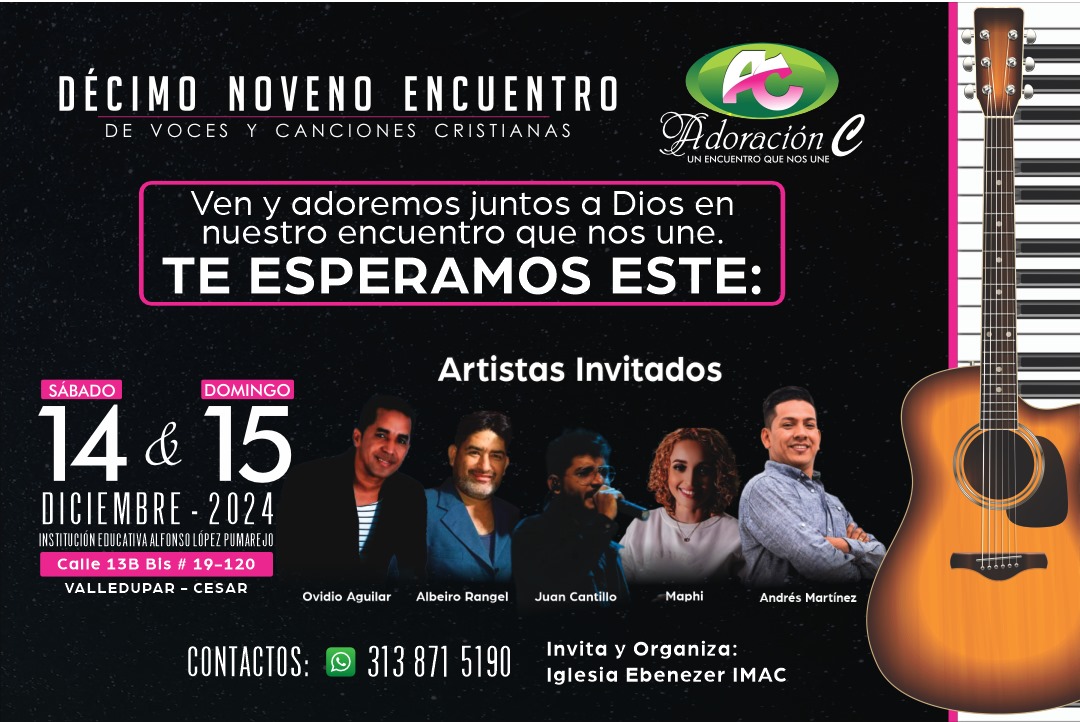 DÉCIMO NOVENO ENCUENTRO
DE VOCES Y CANCIONES CRISTIANAS
AC
Adoración C
UN ENCUENTRO QUE NOS UNE
Ven y adoremos juntos a Dios en
nuestro encuentro que nos une.
TE ESPERAMOS ESTE:
Artistas Invitados
SÁBADO DOMINGO
14 & 15
DICIEMBRE - 2024
INSTITUCIÓN EDUCATIVA ALFONSO LÓPEZ PUMAREJO
Calle 13B BIs # 19-120
VALLEDUPAR - CESAR
Ovidio Aguilar Albeiro Rangel Juan Cantillo Maphi Andrés Martínez
CONTACTOS: 313 871 5190
Invita y Organiza:
Iglesia Ebenezer IMAC